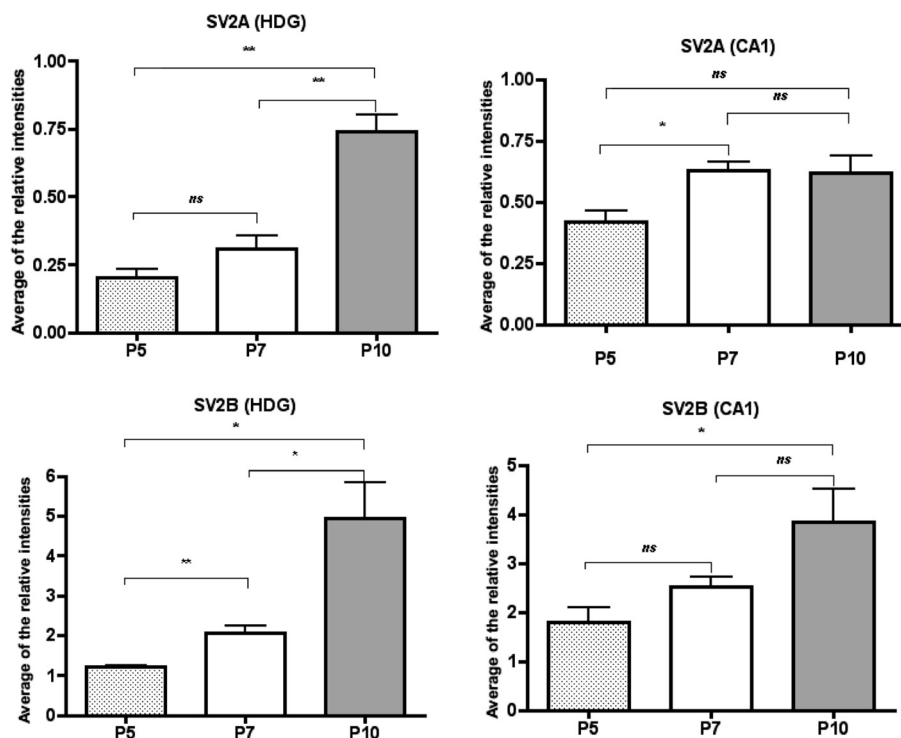 SV2A (HDG)
**
**
ns
Average of the relative intensities
1.00
0.75
0.50
0.25
0.00
P5
P7
P10
SV2A (CA1)
ns
ns
*
Average of the relative intensities
1.00
0.75
0.50
0.25
0.00
P5
P7
P10
SV2B (HDG)
*
*
**
Average of the relative intensities
6
5
4
3
2
1
0
P5
P7
P10
SV2B (CA1)
*
ns
ns
Average of the relative intensities
5
4
3
2
1
0
P5
P7
P10